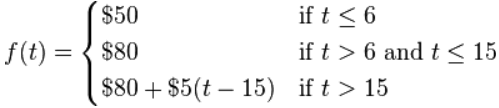 $50 if t ≤ 6
f(t) = { $80 if t > 6 and t ≤ 15
$80 + $5(t − 15) if t > 15